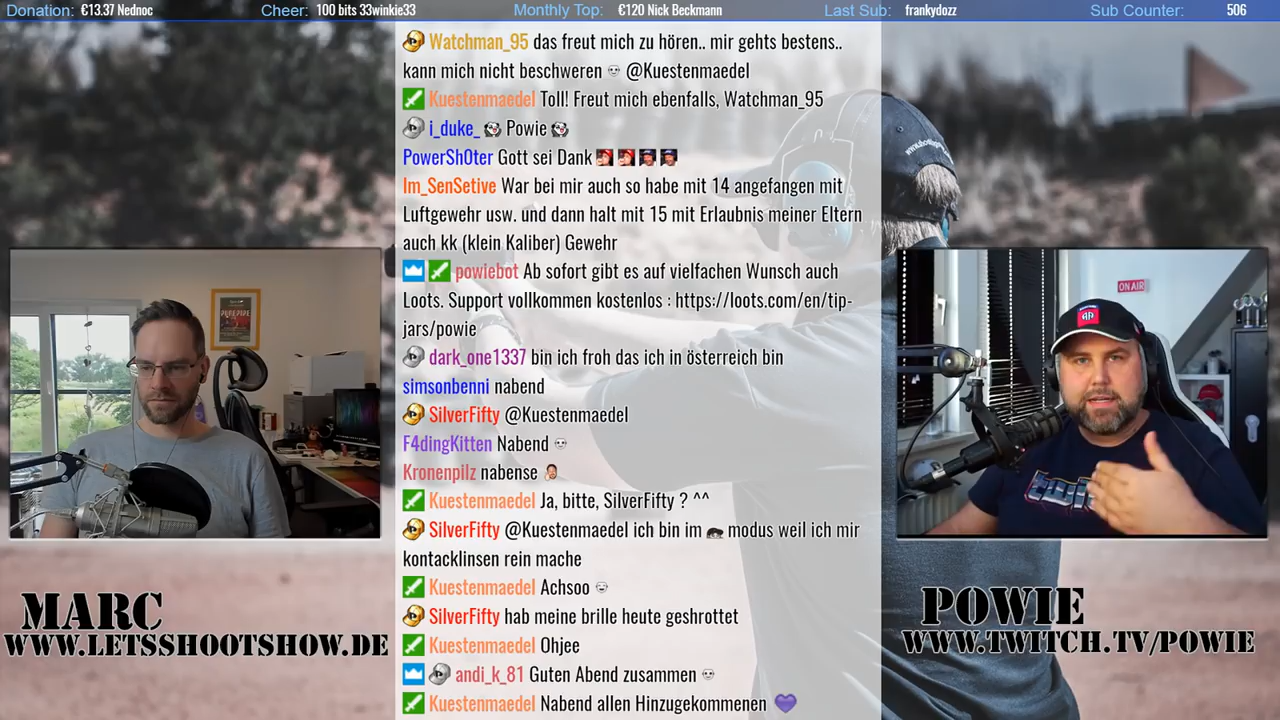 Donation: €13.37 Nednoc Cheer: 100 bits 33winkie33 Monthly Top: €120 Nick Beckmann Last Sub: frankydozz Sub Counter: 506
Watchman_95 das freut mich zu hören.. mir gehts bestens..
kann mich nicht beschweren @Kuestenmaedel
Kuestenmaedel Toll! Freut mich ebenfalls, Watchman_95
i_duke_ Powie
PowerSh0ter Gott sei Dank
Im_SenSetive War bei mir auch so habe mit 14 angefangen mit
Luftgewehr usw. und dann halt mit 15 mit Erlaubnis meiner Eltern
auch kk (klein Kaliber) Gewehr
powiebot Ab sofort gibt es auf vielfachen Wunsch auch
Loots. Support vollkommen kostenlos : https://loots.com/en/tip-
jars/powie
dark_one1337 bin ich froh das ich in österreich bin
simsonbenni nabend
SilverFifty @Kuestenmaedel
F4dingKitten Nabend
Kronenpilz nabense
Kuestenmaedel Ja, bitte, SilverFifty ? ^^
SilverFifty @Kuestenmaedel ich bin im modus weil ich mir
kontacklinsen rein mache
Kuestenmaedel Achsoo
SilverFifty hab meine brille heute geshrottet
Kuestenmaedel Ohjee
andi_k_81 Guten Abend zusammen
Kuestenmaedel Nabend allen Hinzugekommenen
ON AIR
MARC
WWW.LETSSHOOTSHOW.DE
POWIE
WWW.TWITCH.TV/POWIE